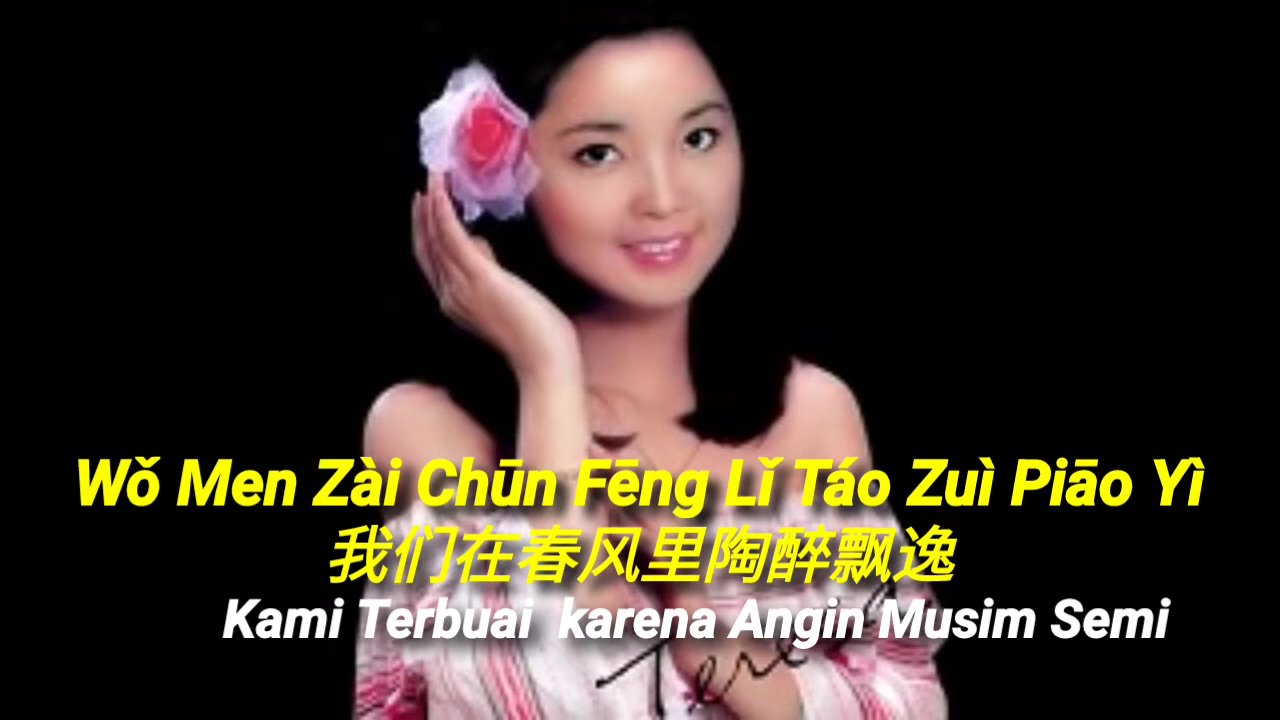 Wǒ Men Zài Chūn Fēng Lǐ Táo Zuì Piāo Yì
我们在春风里陶醉飘逸
Kami Terbuai karena Angin Musim Semi